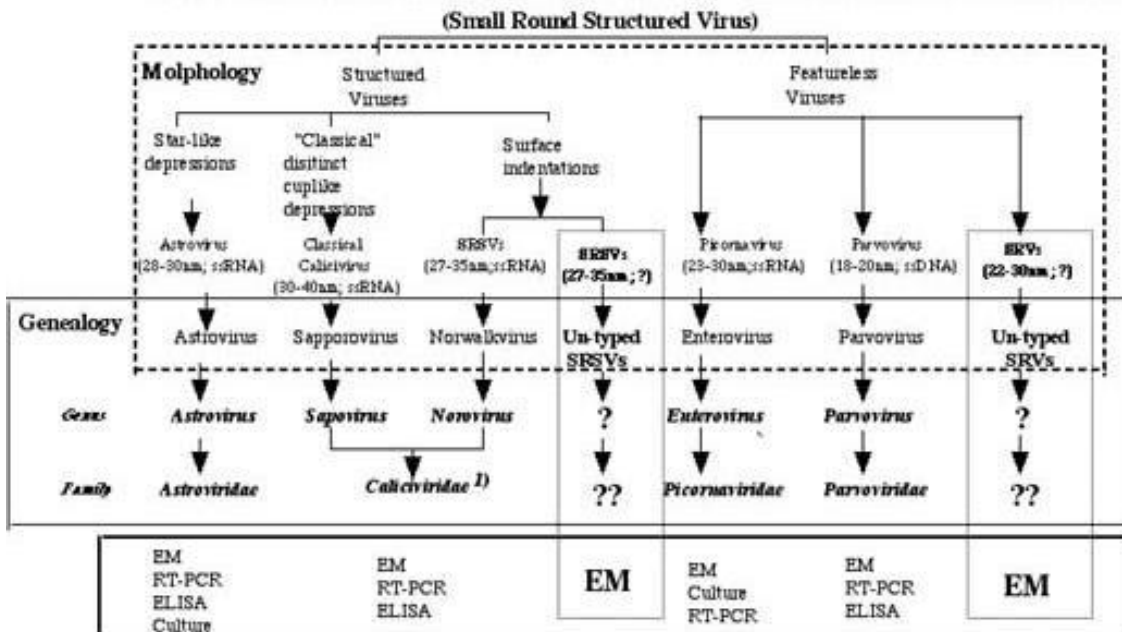 (Small Round Structured Virus)
Molphology
Structured
Viruses
Featureless
Viruses
Star-like
depressions
"Classical"
disitinct
cuplike
depressions
Surface
indentations
Astrovirus
(28-30nm; ssRNA)
Classical
Calicivirus
(30-40nm; ssRNA)
SRSVs
(27-35nm;ssRNA)
SRSVs
(27-35nm; ?)
Picornavirus
(23-30nm;ssRNA)
Parvovirus
(18-20nm; ssDNA)
SRVs
(22-30nm; ?)
Genealogy
Astrovirus
Sapporovirus
Norwalkvirus
Un-typed
SRSVs
Enterovirus
Parvovirus
Un-typed
SRVs
Genus
Astrovirus
Sapovirus
Norovirus
?
Enterovirus
Parvovirus
?
Family
Astroviridae
Caliciviridae 1)
??
Picornaviridae
Parvoviridae
??
EM
RT-PCR
ELISA
Culture
EM
RT-PCR
ELISA
EM
EM
Culture
RT-PCR
EM
RT-PCR
ELISA
EM